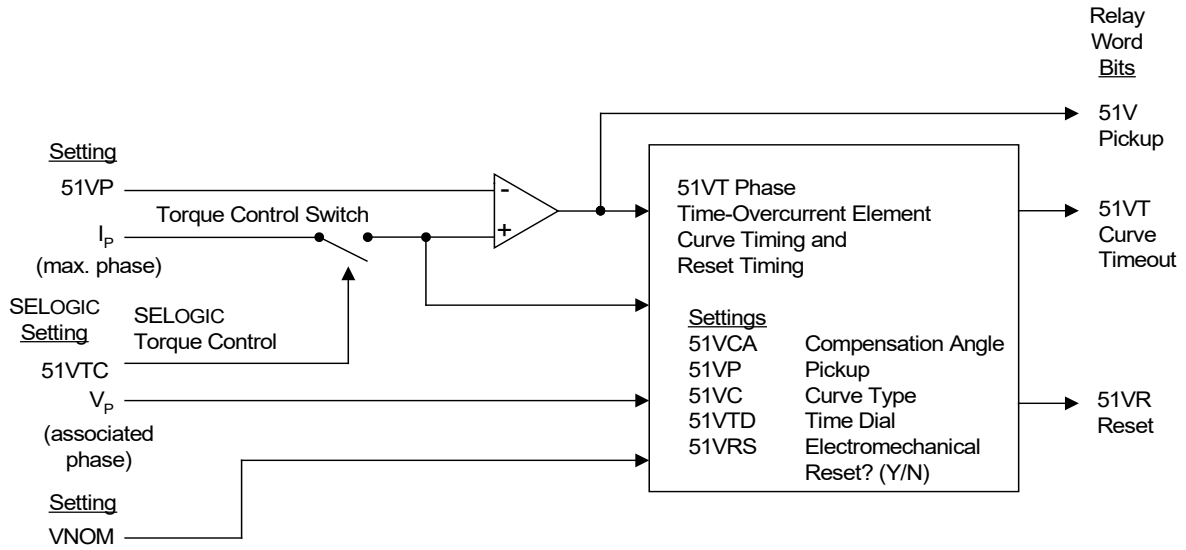 Relay
Word
Bits
51V
Pickup
Setting
51VP
-
Torque Control Switch
IP
+
(max. phase)
SELOGIC
Setting
SELOGIC
Torque Control
51VTC
VP
(associated
phase)
Setting
VNOM
51VT Phase
Time-Overcurrent Element
Curve Timing and
Reset Timing
Settings
51VCA Compensation Angle
51VP Pickup
51VC Curve Type
51VTD Time Dial
51VRS Electromechanical
Reset? (Y/N)
51VT
Curve
Timeout
51VR
Reset